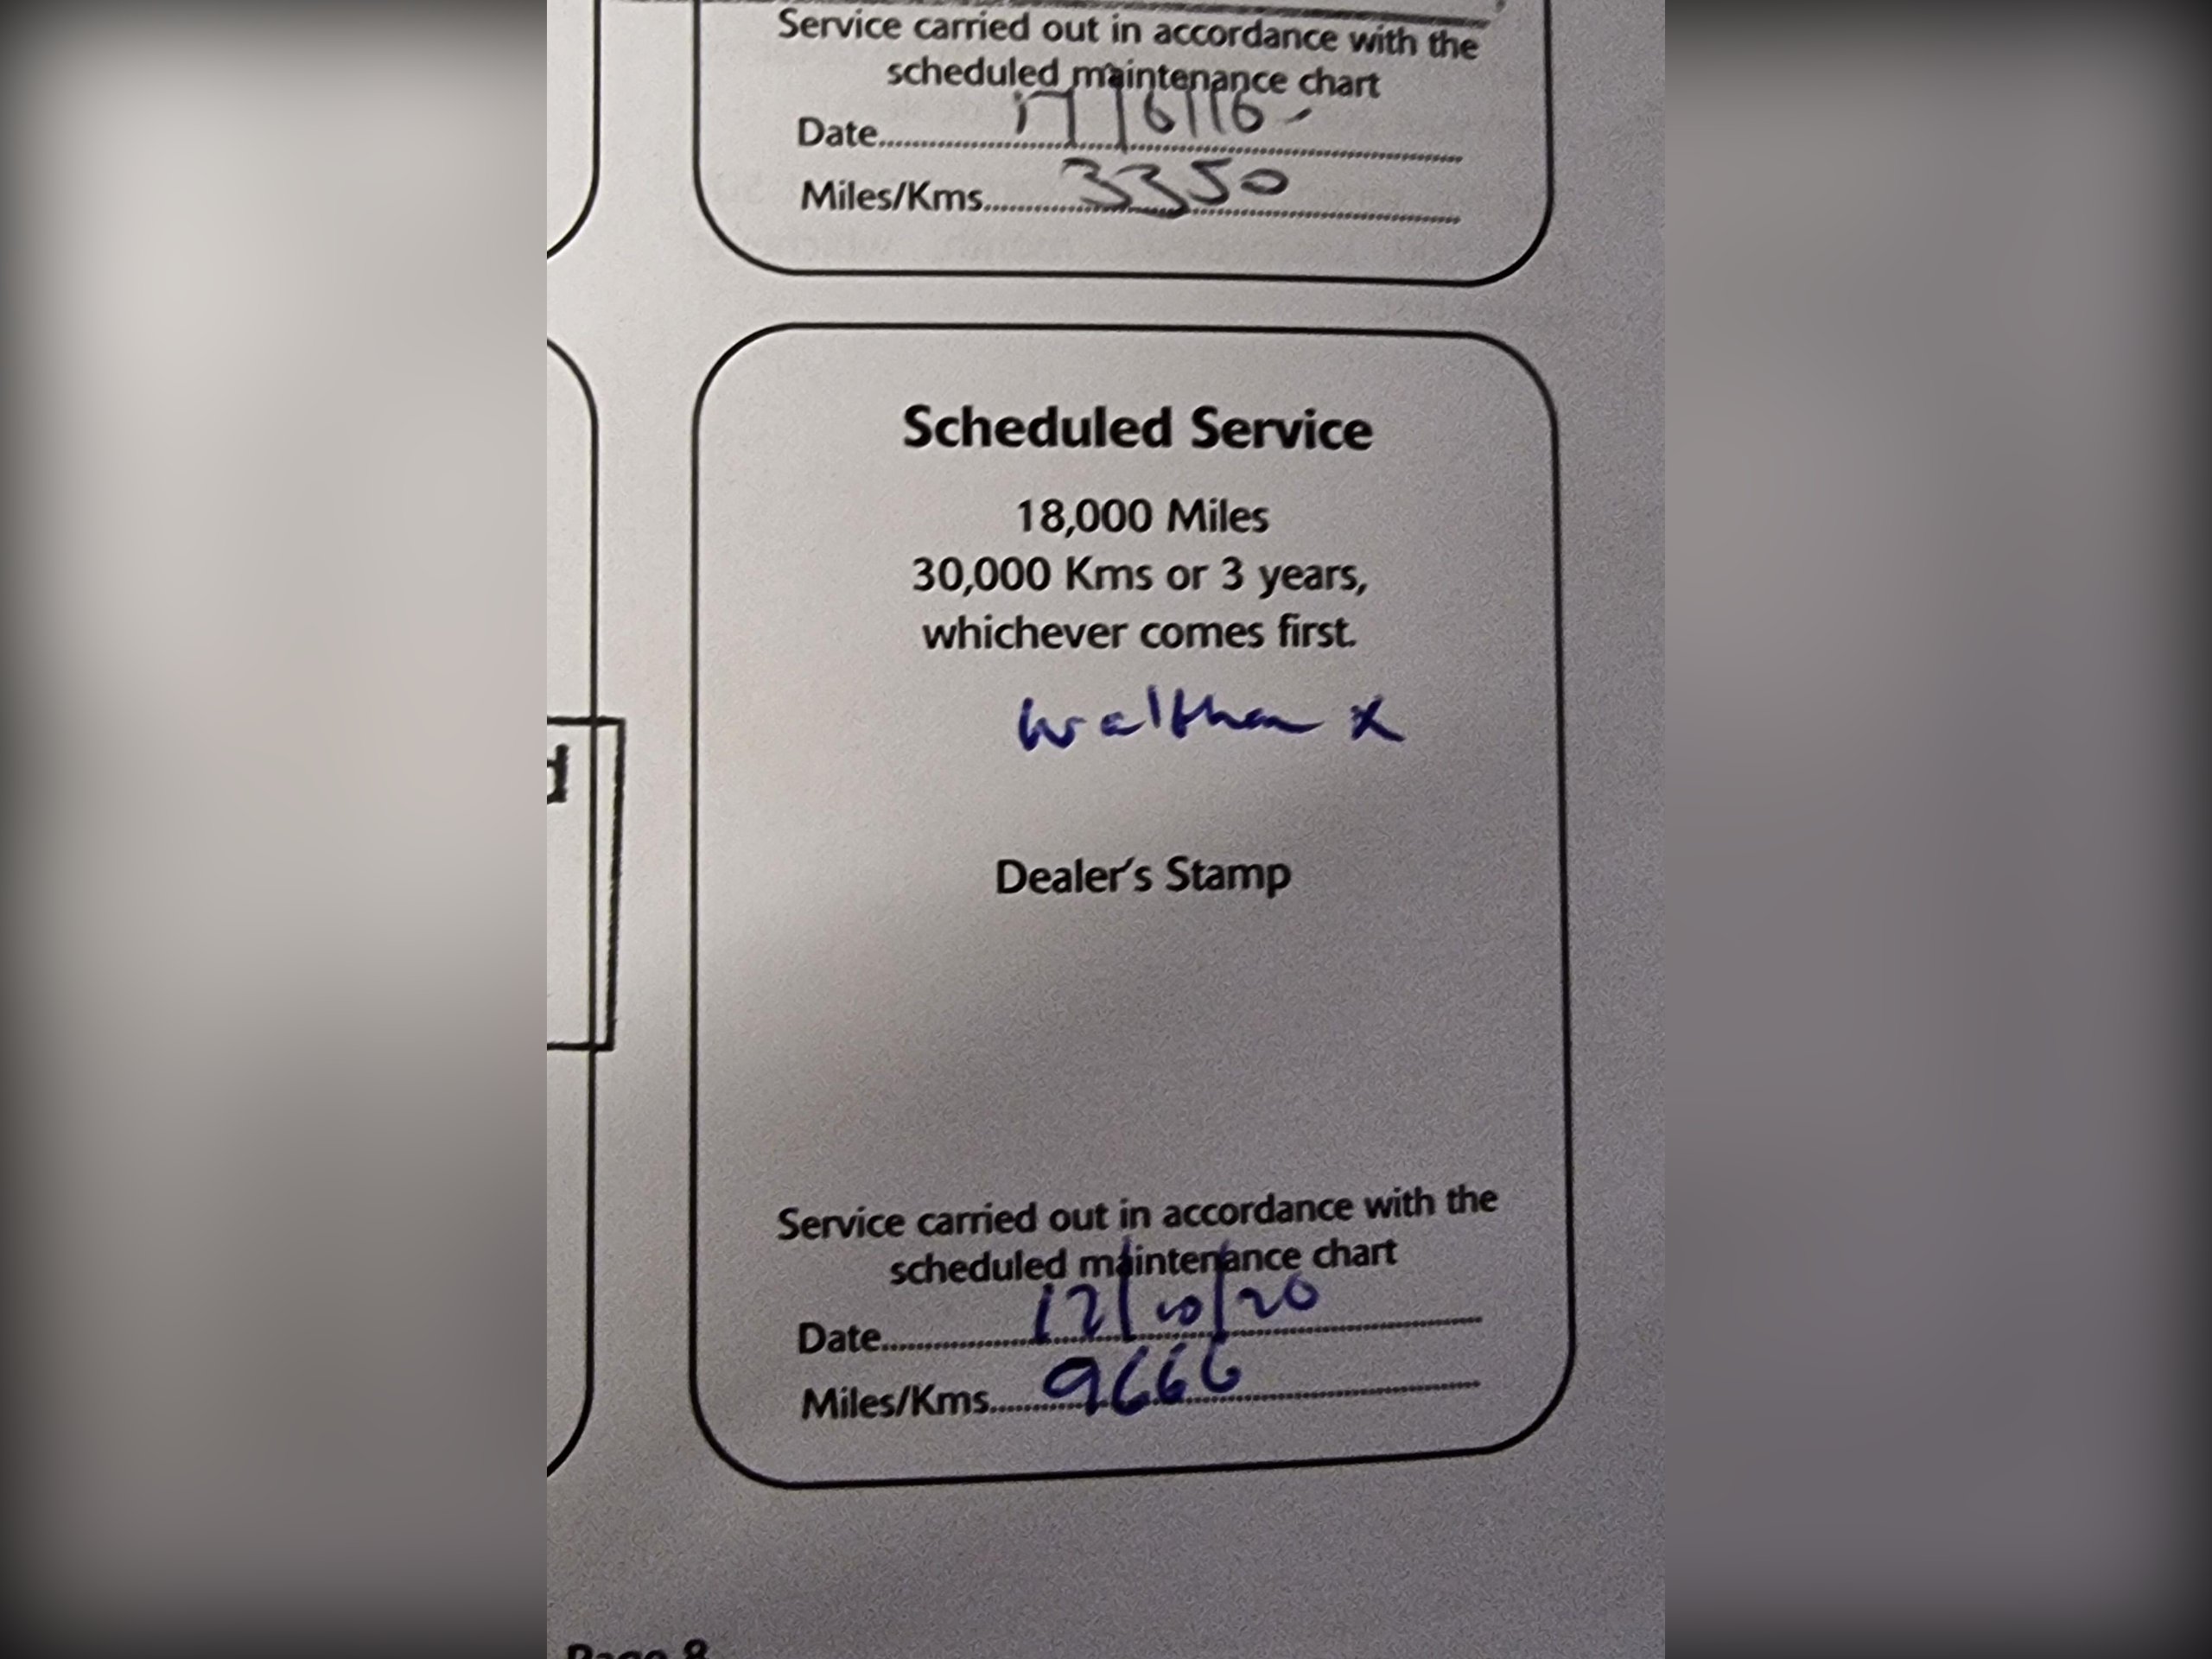 Service carried out in accordance with the
scheduled maintenance chart
Date 17/6/16
Miles/Kms 3350
Scheduled Service
18,000 Miles
30,000 Kms or 3 years,
whichever comes first.
Waltham X
d
Dealer's Stamp
Service carried out in accordance with the
scheduled maintenance chart
Date 12/10/20
Miles/Kms 9666
Page 8